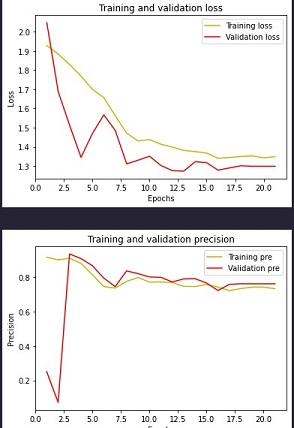 Training and validation loss
Training loss
Validation loss
2.0
1.9
1.8
1.7
1.6
1.5
1.4
1.3
Loss
0.0 2.5 5.0 7.5 10.0 12.5 15.0 17.5 20.0
Epochs
Training and validation precision
Training pre
Validation pre
0.8
0.6
0.4
0.2
Precision
0.0 2.5 5.0 7.5 10.0 12.5 15.0 17.5 20.0